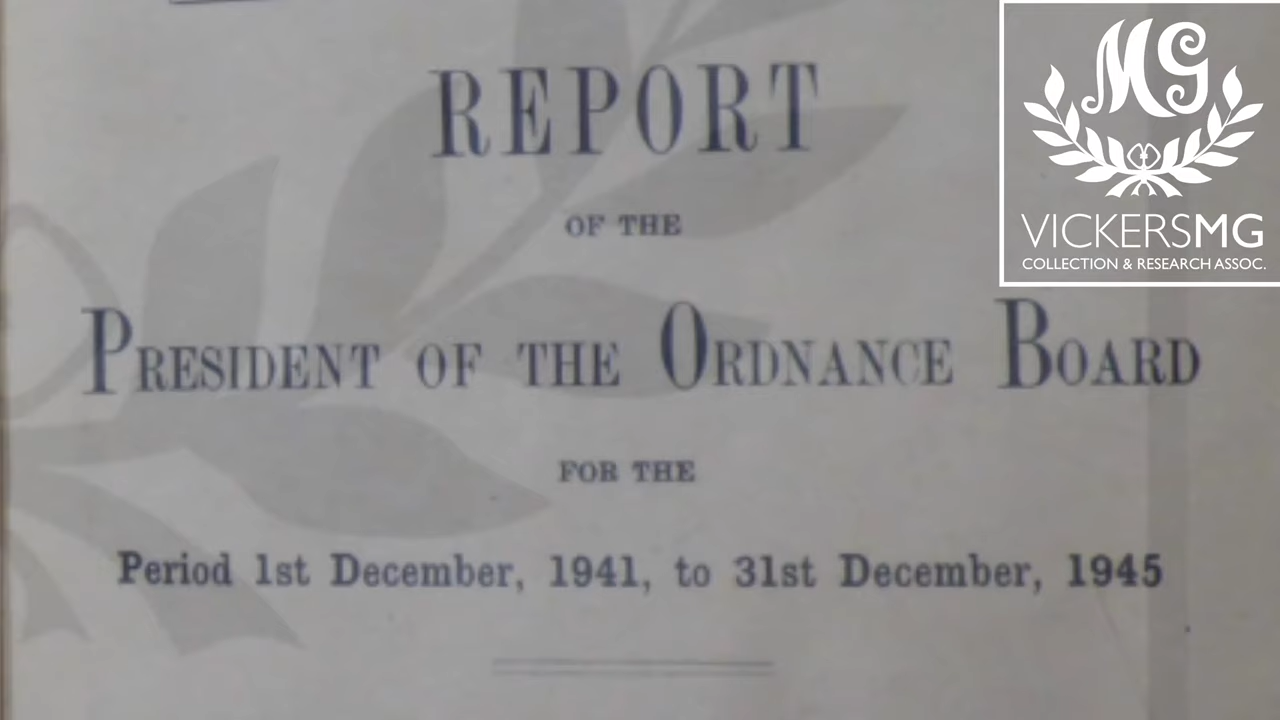 REPORT
OF THE
PRESIDENT OF THE ORDNANCE BOARD
FOR THE
Period 1st December, 1941, to 31st December, 1945
MG
VICKERSMG
COLLECTION & RESEARCH ASSOC.